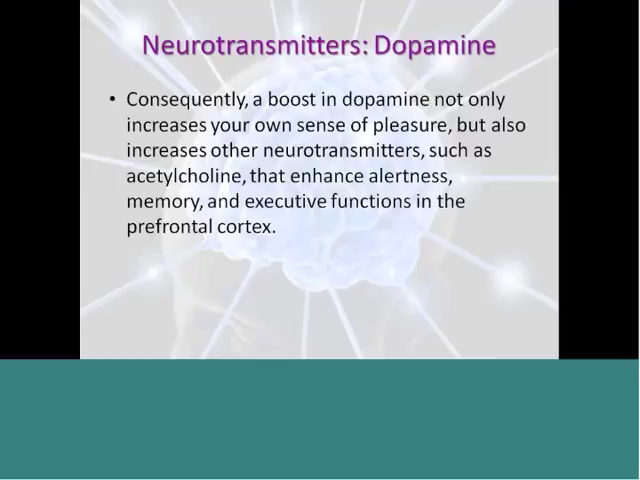 Neurotransmitters: Dopamine
• Consequently, a boost in dopamine not only
increases your own sense of pleasure, but also
increases other neurotransmitters, such as
acetylcholine, that enhance alertness,
memory, and executive functions in the
prefrontal cortex.